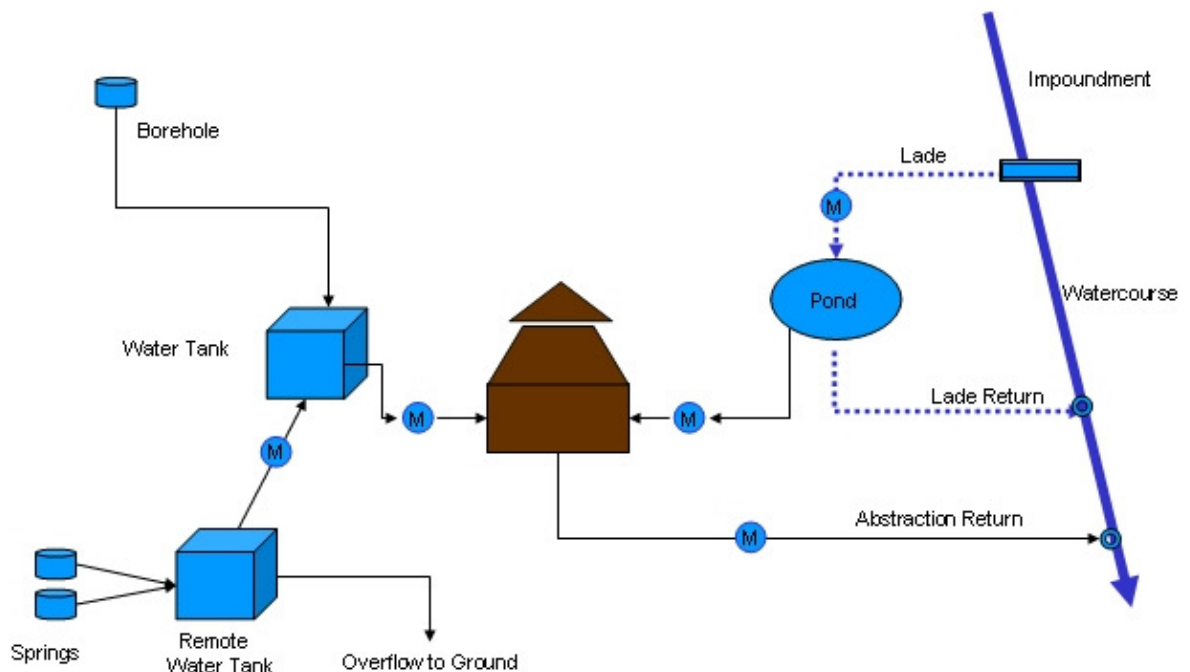 Impoundment
Borehole
Lade
M
Pond
Watercourse
Water Tank
Lade Return
M
M
M
Abstraction Return
M
Springs
Remote
Water Tank
Overflow to Ground